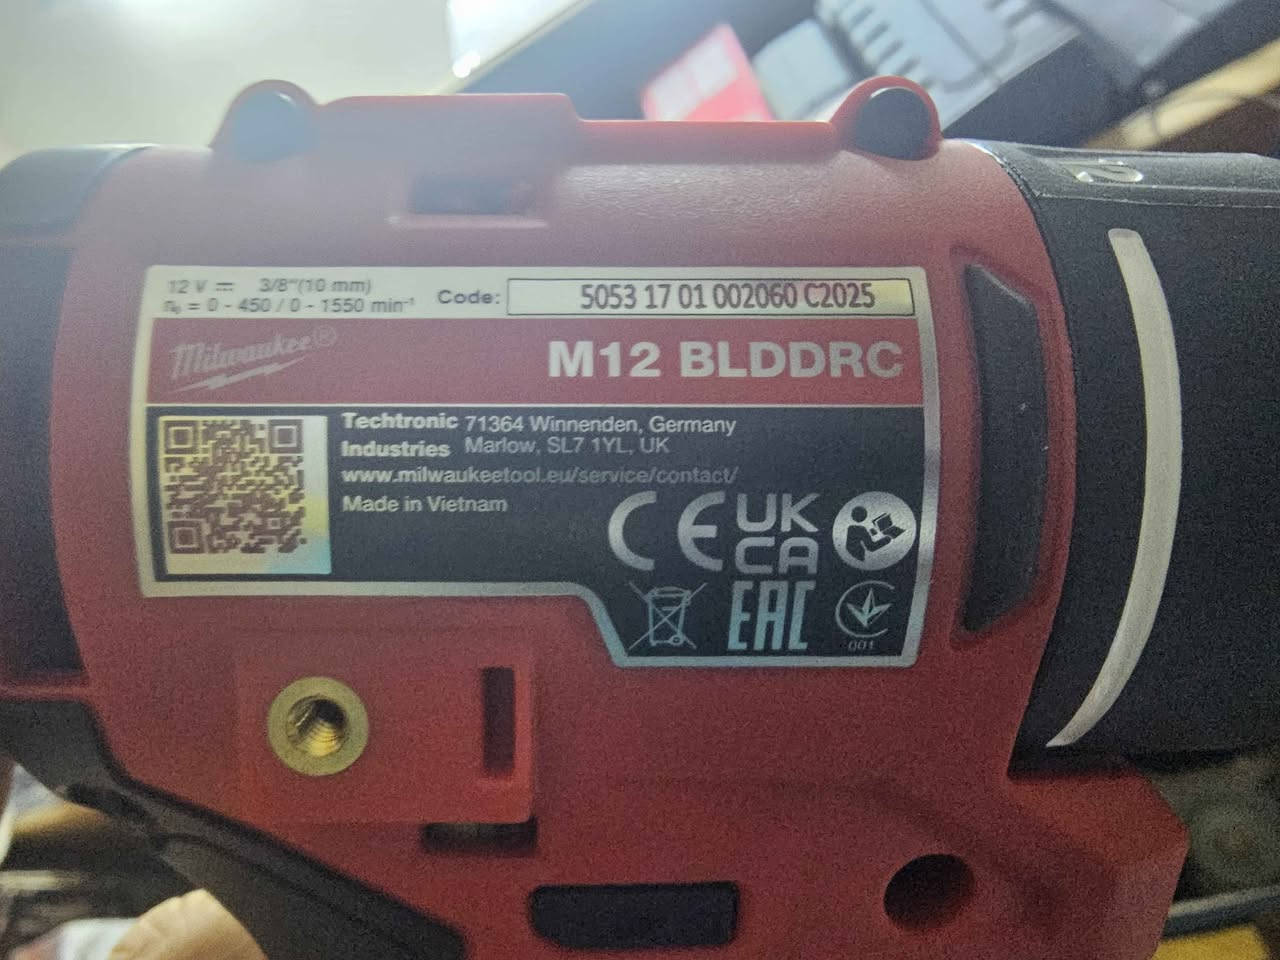 12 V ⎓ 3/8"(10 mm)
n₀ = 0 - 450 / 0 - 1550 min⁻¹
Code: 5053 17 01 002060 C2025
Milwaukee®
M12 BLDDRC
Techtronic Industries
71364 Winnenden, Germany
Marlow, SL7 1YL, UK
www.milwaukeetool.eu/service/contact/
Made in Vietnam
CE
UK
CA
EAC
001
2